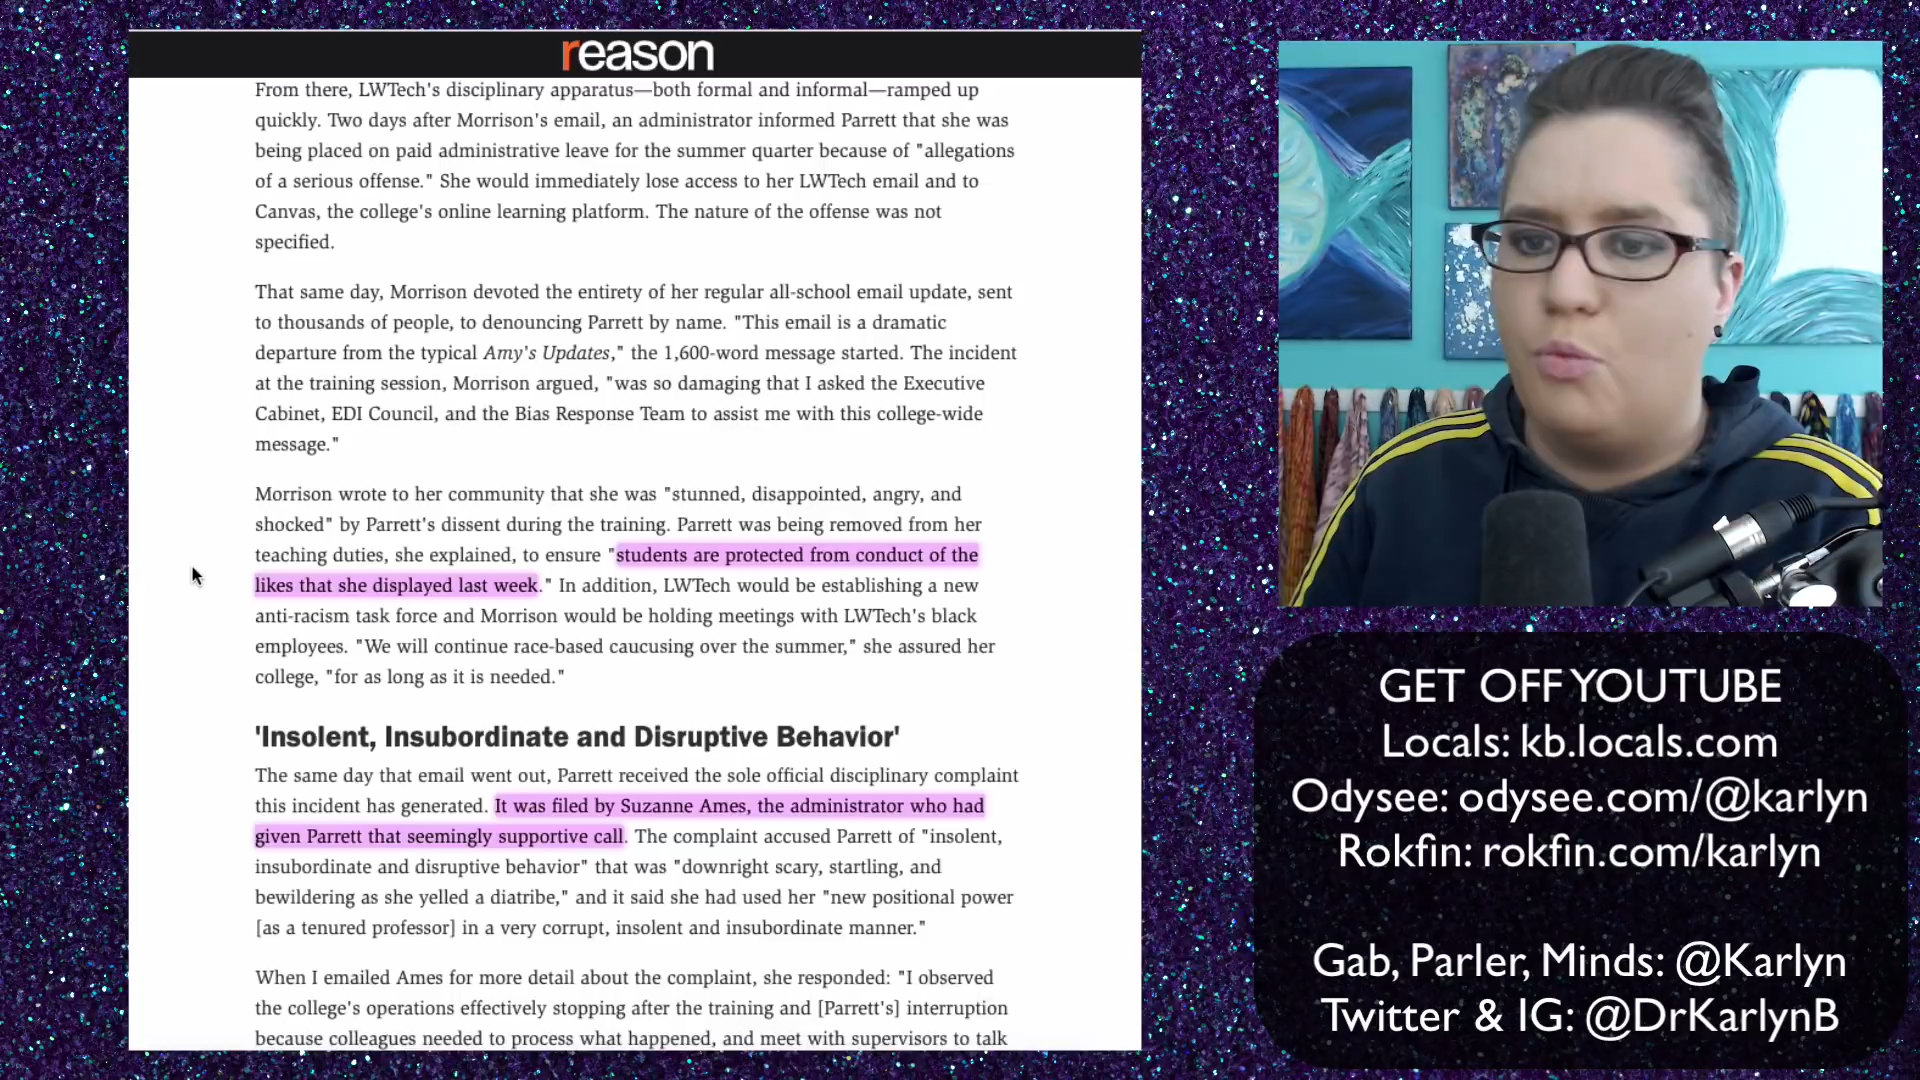 reason
From there, LWTech's disciplinary apparatus—both formal and informal—ramped up
quickly. Two days after Morrison's email, an administrator informed Parrett that she was
being placed on paid administrative leave for the summer quarter because of "allegations
of a serious offense." She would immediately lose access to her LWTech email and to
Canvas, the college's online learning platform. The nature of the offense was not
specified.
That same day, Morrison devoted the entirety of her regular all-school email update, sent
to thousands of people, to denouncing Parrett by name. "This email is a dramatic
departure from the typical Amy's Updates," the 1,600-word message started. The incident
at the training session, Morrison argued, "was so damaging that I asked the Executive
Cabinet, EDI Council, and the Bias Response Team to assist me with this college-wide
message."
Morrison wrote to her community that she was "stunned, disappointed, angry, and
shocked" by Parrett's dissent during the training. Parrett was being removed from her
teaching duties, she explained, to ensure "students are protected from conduct of the
likes that she displayed last week." In addition, LWTech would be establishing a new
anti-racism task force and Morrison would be holding meetings with LWTech's black
employees. "We will continue race-based caucusing over the summer," she assured her
college, "for as long as it is needed."
'Insolent, Insubordinate and Disruptive Behavior'
The same day that email went out, Parrett received the sole official disciplinary complaint
this incident has generated. It was filed by Suzanne Ames, the administrator who had
given Parrett that seemingly supportive call. The complaint accused Parrett of "insolent,
insubordinate and disruptive behavior" that was "downright scary, startling, and
bewildering as she yelled a diatribe," and it said she had used her "new positional power
[as a tenured professor] in a very corrupt, insolent and insubordinate manner."
When I emailed Ames for more detail about the complaint, she responded: "I observed
the college's operations effectively stopping after the training and [Parrett's] interruption
because colleagues needed to process what happened, and meet with supervisors to talk
GET OFF YOUTUBE
Locals: kb.locals.com
Odysee: odysee.com/@karlyn
Rokfin: rokfin.com/karlyn
Gab, Parler, Minds: @Karlyn
Twitter & IG: @DrKarlynB